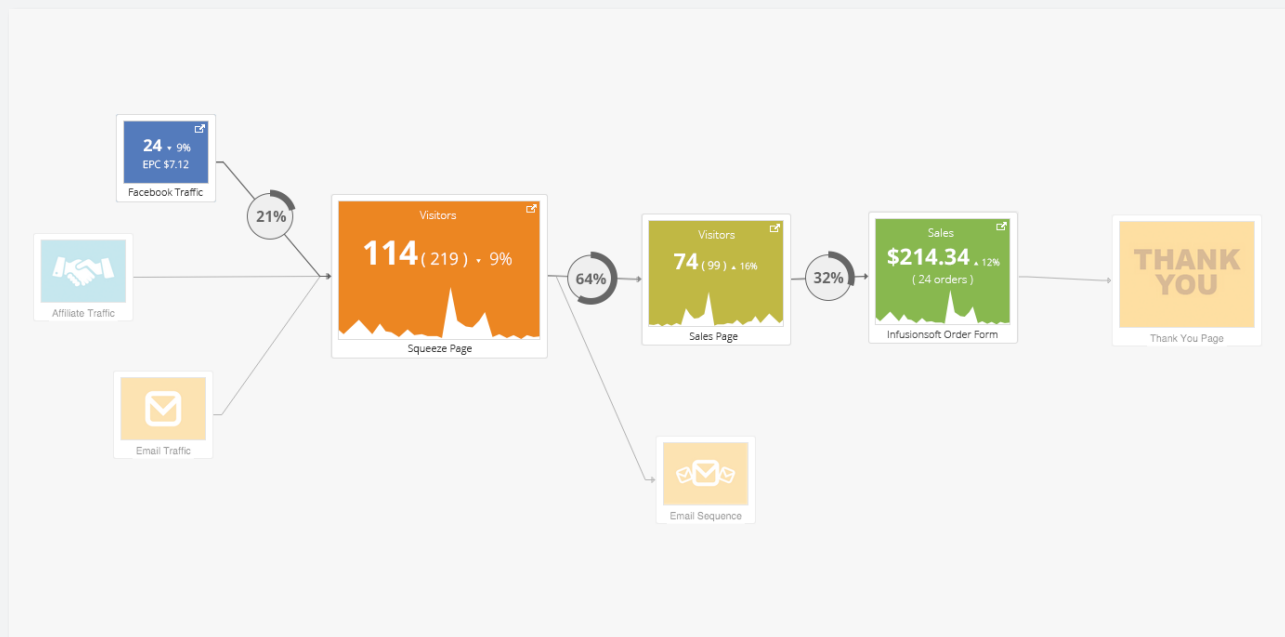 24 ▾ 9%
EPC $7.12
Facebook Traffic
21%
Affiliate Traffic
Email Traffic
Visitors
114 ( 219 ) ▾ 9%
Squeeze Page
64%
Visitors
74 ( 99 ) ▴ 16%
Sales Page
32%
Sales
$214.34 ▴ 12%
( 24 orders )
Infusionsoft Order Form
THANK
YOU
Thank You Page
Email Sequence